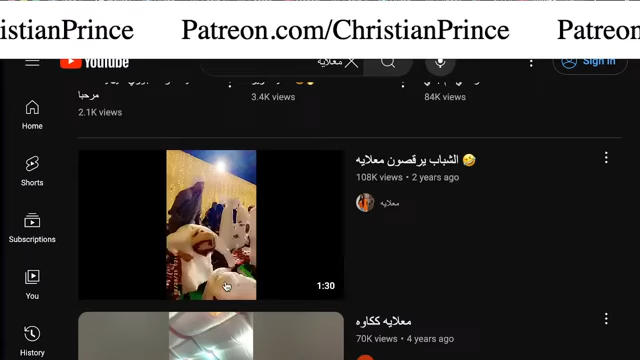 istianPrince Patreon.com/ChristianPrince Patreon
YouTube
معلايه
Sign in
مرحبا
2.1K views
3.4K views
84K views
Home
Shorts
Subscriptions
You
History
الشباب يرقصون معلايه 🤣
108K views • 2 years ago
معلايه
1:30
معلايه ككاوه
70K views • 4 years ago